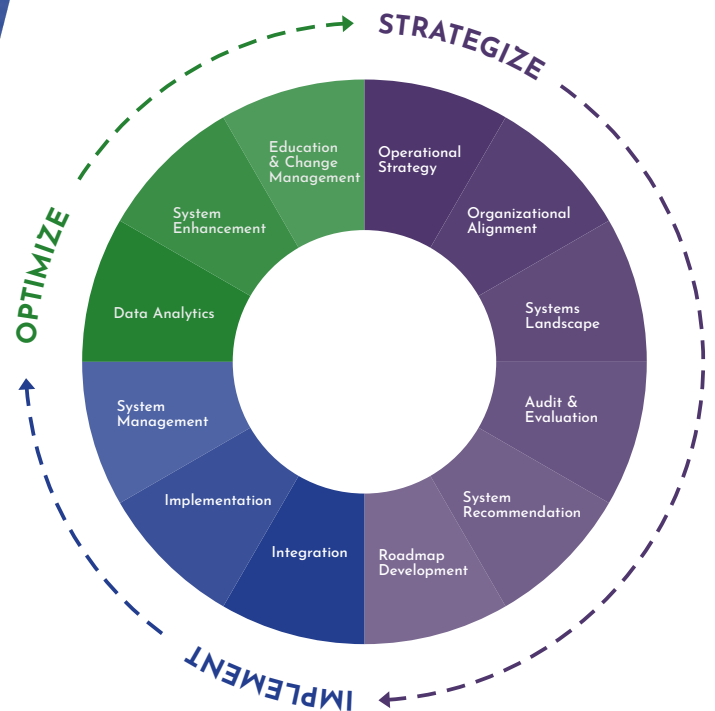 STRATEGIZE
Operational
Strategy
Organizational
Alignment
Systems
Landscape
Audit &
Evaluation
System
Recommendation
Roadmap
Development
IMPLEMENT
Integration
Implementation
System
Management
OPTIMIZE
Data Analytics
System
Enhancement
Education
& Change
Management